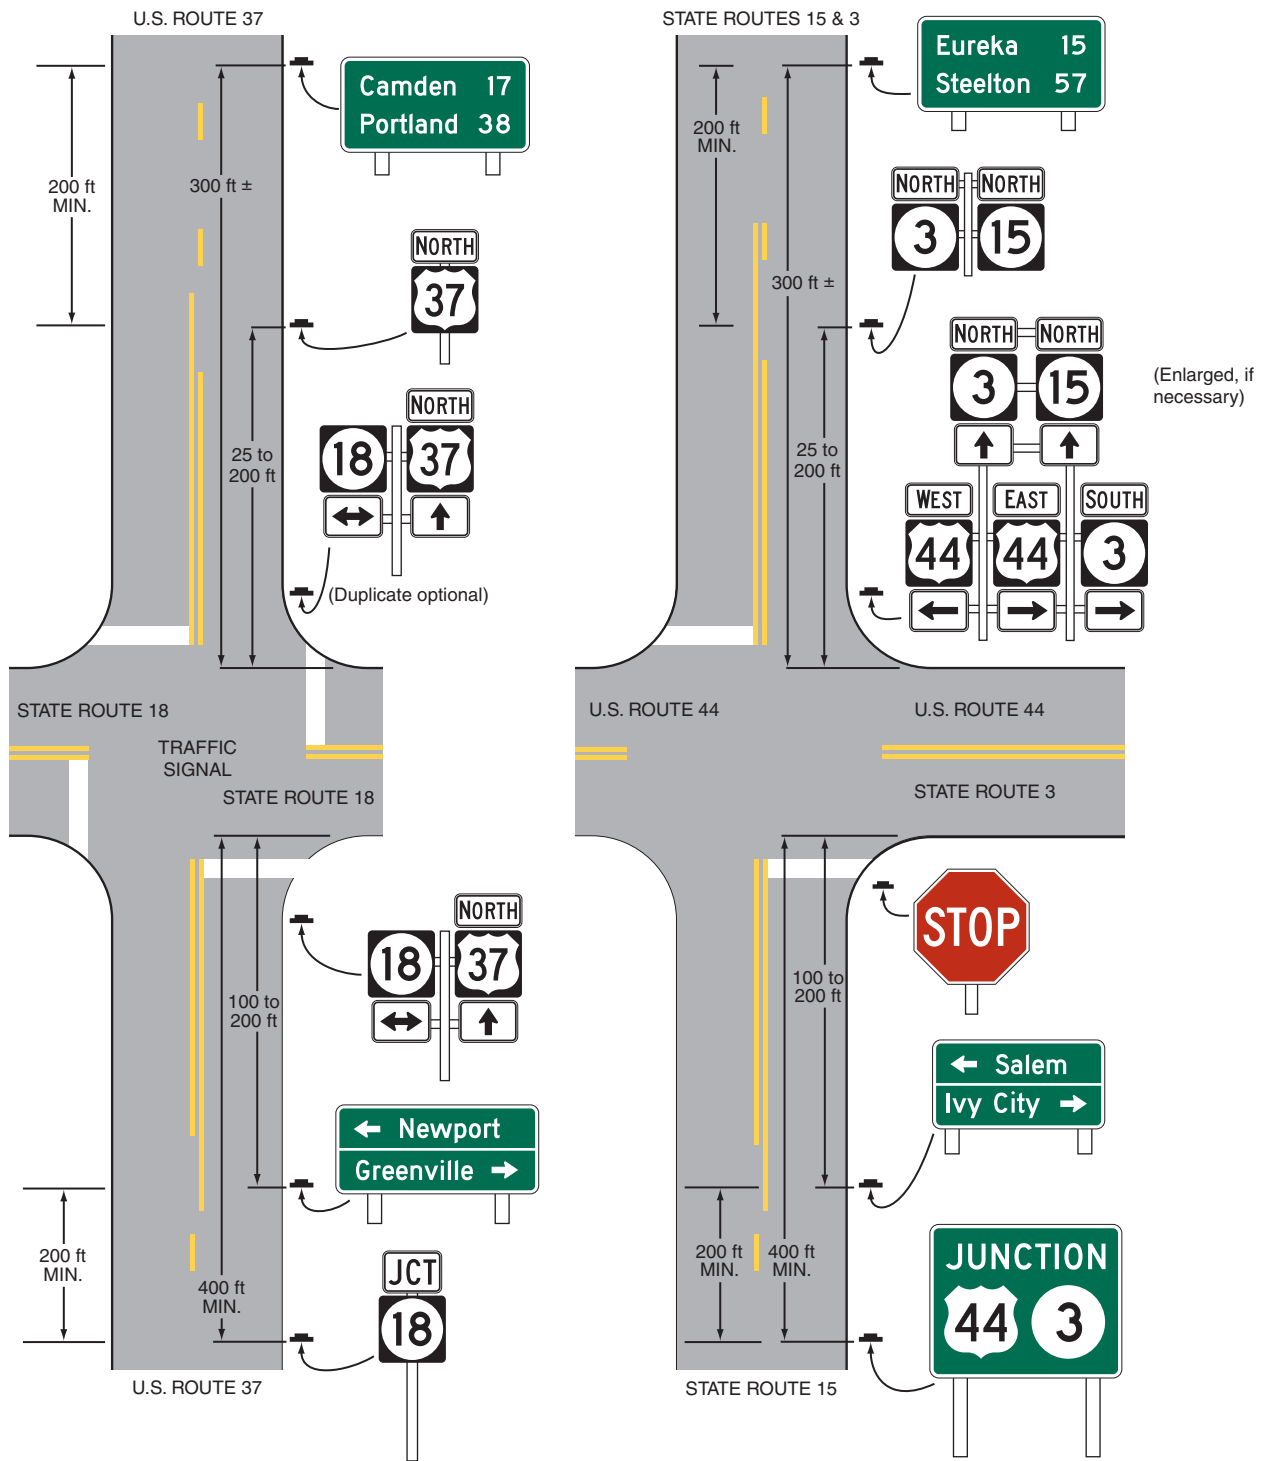 U.S. ROUTE 37
Camden 17
Portland 38
200 ft
MIN.
300 ft ±
NORTH
37
25 to
200 ft
NORTH
18
37
(Duplicate optional)
STATE ROUTE 18
TRAFFIC
SIGNAL
STATE ROUTE 18
NORTH
18
37
100 to
200 ft
Newport
Greenville
200 ft
MIN.
400 ft
MIN.
JCT
18
U.S. ROUTE 37
STATE ROUTES 15 & 3
Eureka 15
Steelton 57
200 ft
MIN.
300 ft ±
NORTH NORTH
3 15
NORTH NORTH
3 15
(Enlarged, if
necessary)
25 to
200 ft
WEST EAST SOUTH
44 44 3
U.S. ROUTE 44
U.S. ROUTE 44
STATE ROUTE 3
STOP
100 to
200 ft
Salem
Ivy City
200 ft
MIN.
400 ft
MIN.
JUNCTION
44 3
STATE ROUTE 15